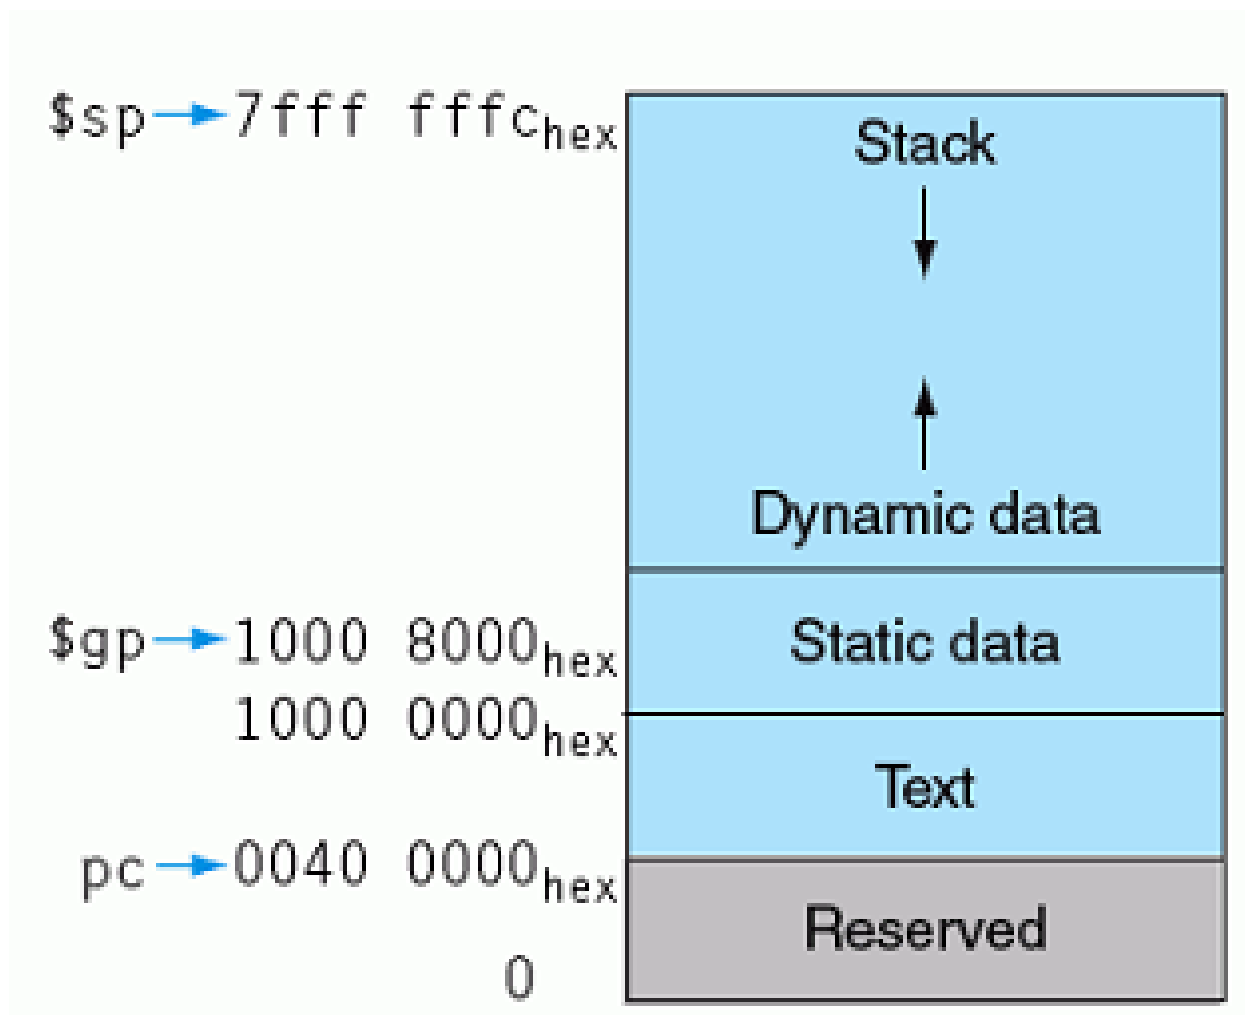 $sp 7fff fffchex
Stack
Dynamic data
$gp 1000 8000hex
Static data
1000 0000hex
Text
pc 0040 0000hex
Reserved
0